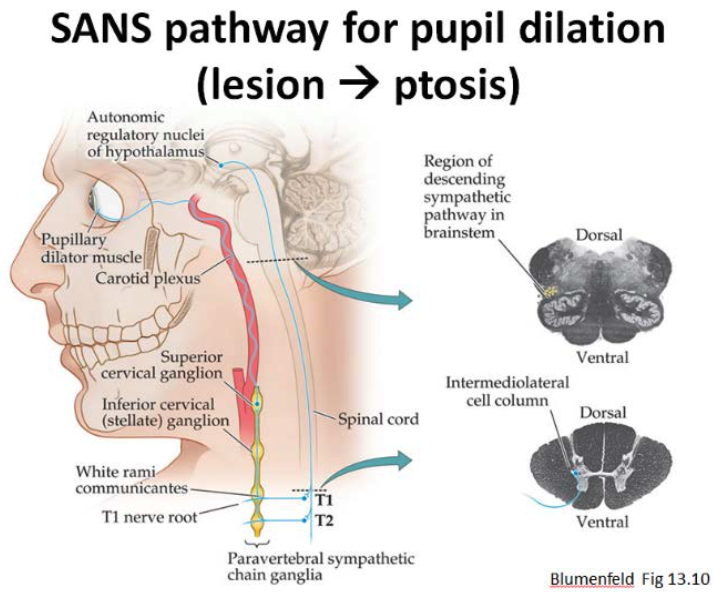 SANS pathway for pupil dilation
(lesion → ptosis)
Autonomic
regulatory nuclei
of hypothalamus
Pupillary
dilator muscle
Carotid plexus
Superior
cervical ganglion
Inferior cervical
(stellate) ganglion
Spinal cord
White rami
communicantes
T1 nerve root
T1
T2
Paravertebral sympathetic
chain ganglia
Region of
descending
sympathetic
pathway in
brainstem
Dorsal
Ventral
Intermediolateral
cell column
Dorsal
Ventral
Blumenfeld Fig 13.10